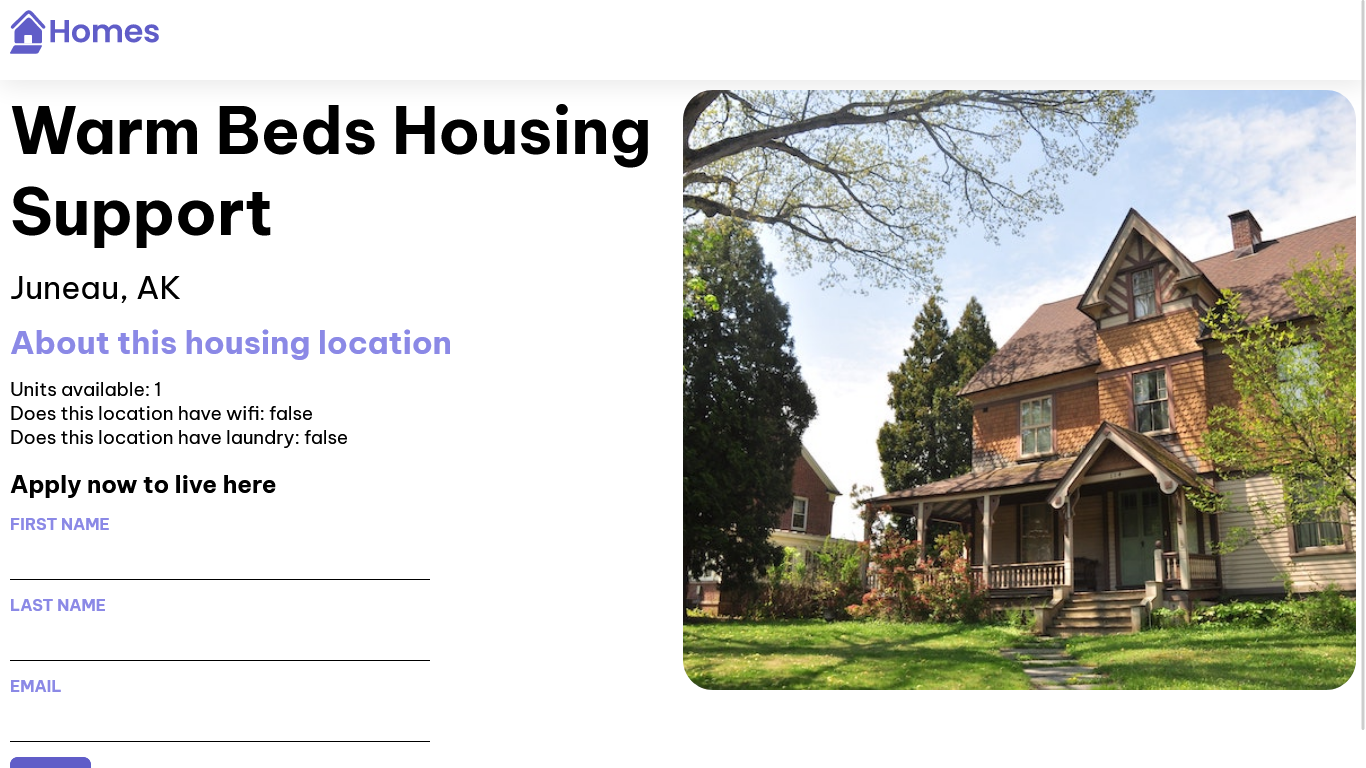 Homes
Warm Beds Housing
Support
Juneau, AK
About this housing location
Units available: 1
Does this location have wifi: false
Does this location have laundry: false
Apply now to live here
FIRST NAME
LAST NAME
EMAIL